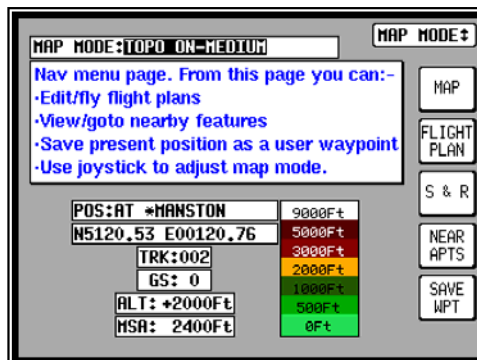 MAP MODE↕
MAP MODE:TOPO ON-MEDIUM
Nav menu page. From this page you can:-
·Edit/fly flight plans
·View/goto nearby features
·Save present position as a user waypoint
·Use joystick to adjust map mode.
MAP
FLIGHT
PLAN
S & R
NEAR
APTS
SAVE
WPT
POS:AT *MANSTON
N5120.53 E00120.76
TRK:002
GS: 0
ALT:+2000Ft
MSA: 2400Ft
9000Ft
5000Ft
3000Ft
2000Ft
1000Ft
500Ft
0Ft